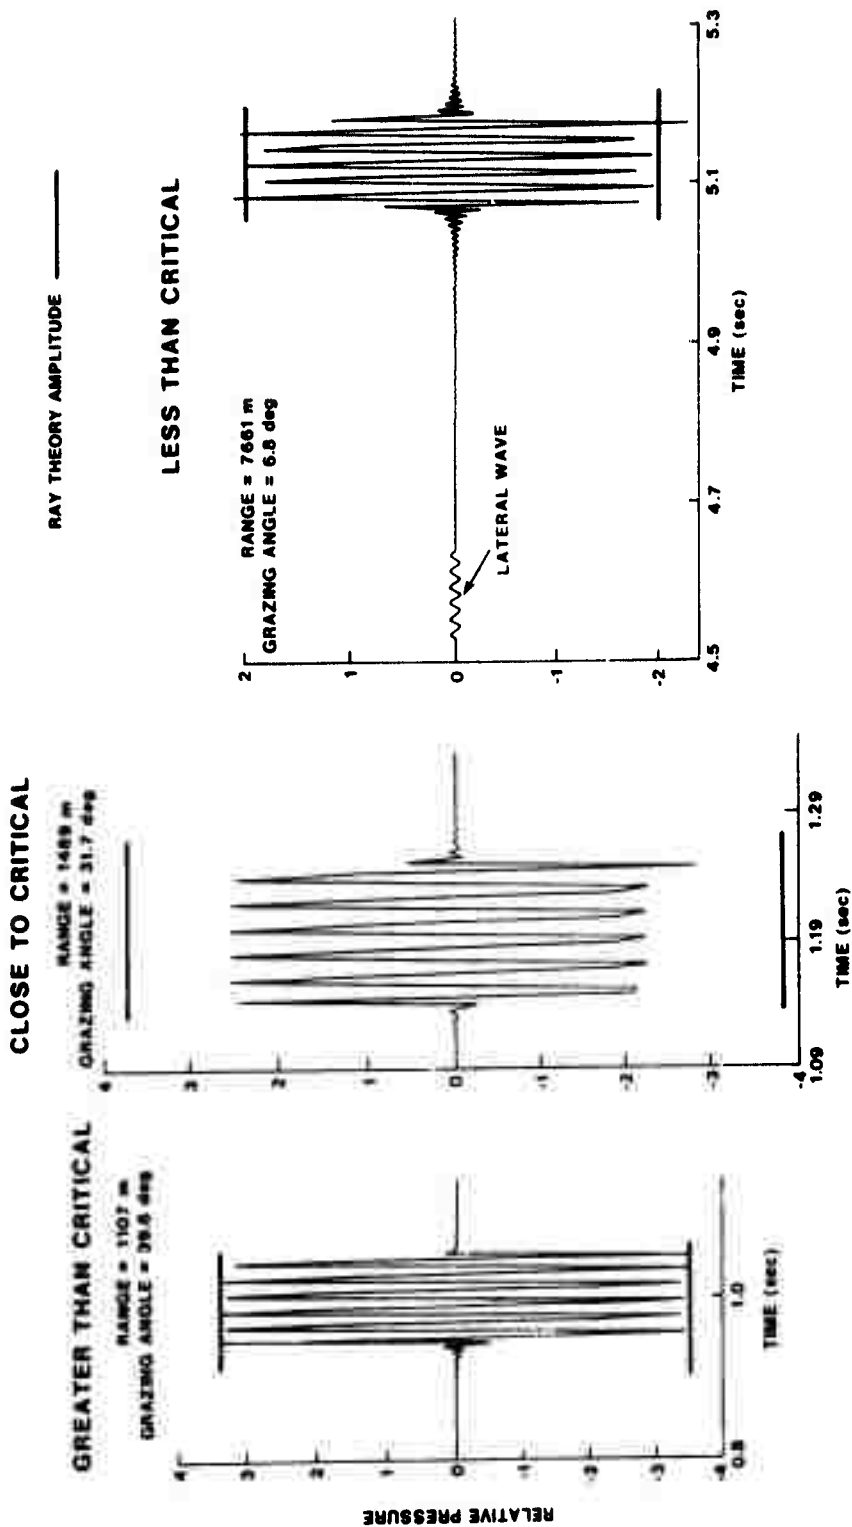 RAY THEORY AMPLITUDE
GREATER THAN CRITICAL
RANGE = 1107 m
GRAZING ANGLE = 39.6 deg
RELATIVE PRESSURE
4
3
2
1
0
-1
-2
-3
-4
0.8
1.0
TIME (sec)
CLOSE TO CRITICAL
RANGE = 1489 m
GRAZING ANGLE = 31.7 deg
4
3
2
1
0
-1
-2
-3
-4
1.09
1.19
1.29
TIME (sec)
LESS THAN CRITICAL
RANGE = 7661 m
GRAZING ANGLE = 6.8 deg
LATERAL WAVE
2
1
0
-1
-2
4.5
4.7
4.9
5.1
5.3
TIME (sec)